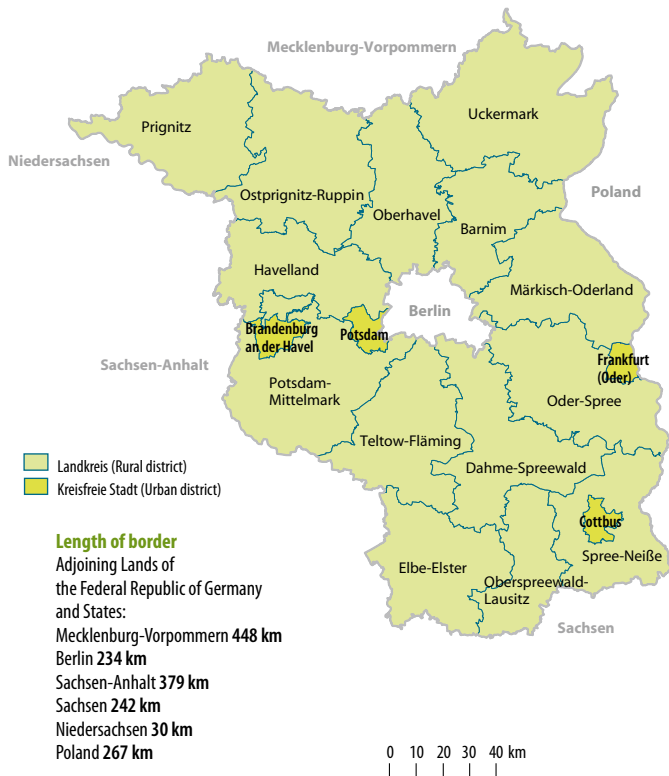 Mecklenburg-Vorpommern
Uckermark
Prignitz
Niedersachsen
Ostprignitz-Ruppin
Poland
Oberhavel
Barnim
Havelland
Märkisch-Oderland
Berlin
Brandenburg
an der Havel
Potsdam
Sachsen-Anhalt
Frankfurt
(Oder)
Potsdam-
Mittelmark
Oder-Spree
Teltow-Fläming
Landkreis (Rural district)
Kreisfreie Stadt (Urban district)
Dahme-Spreewald
Cottbus
Spree-Neiße
Elbe-Elster
Oberspreewald-
Lausitz
Sachsen
Length of border
Adjoining Lands of
the Federal Republic of Germany
and States:
Mecklenburg-Vorpommern 448 km
Berlin 234 km
Sachsen-Anhalt 379 km
Sachsen 242 km
Niedersachsen 30 km
Poland 267 km
0 10 20 30 40 km